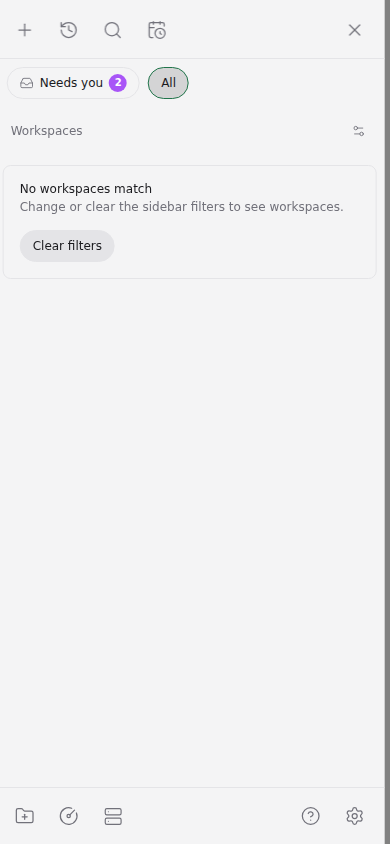 Needs you 2 All
Workspaces
No workspaces match
Change or clear the sidebar filters to see workspaces.
Clear filters